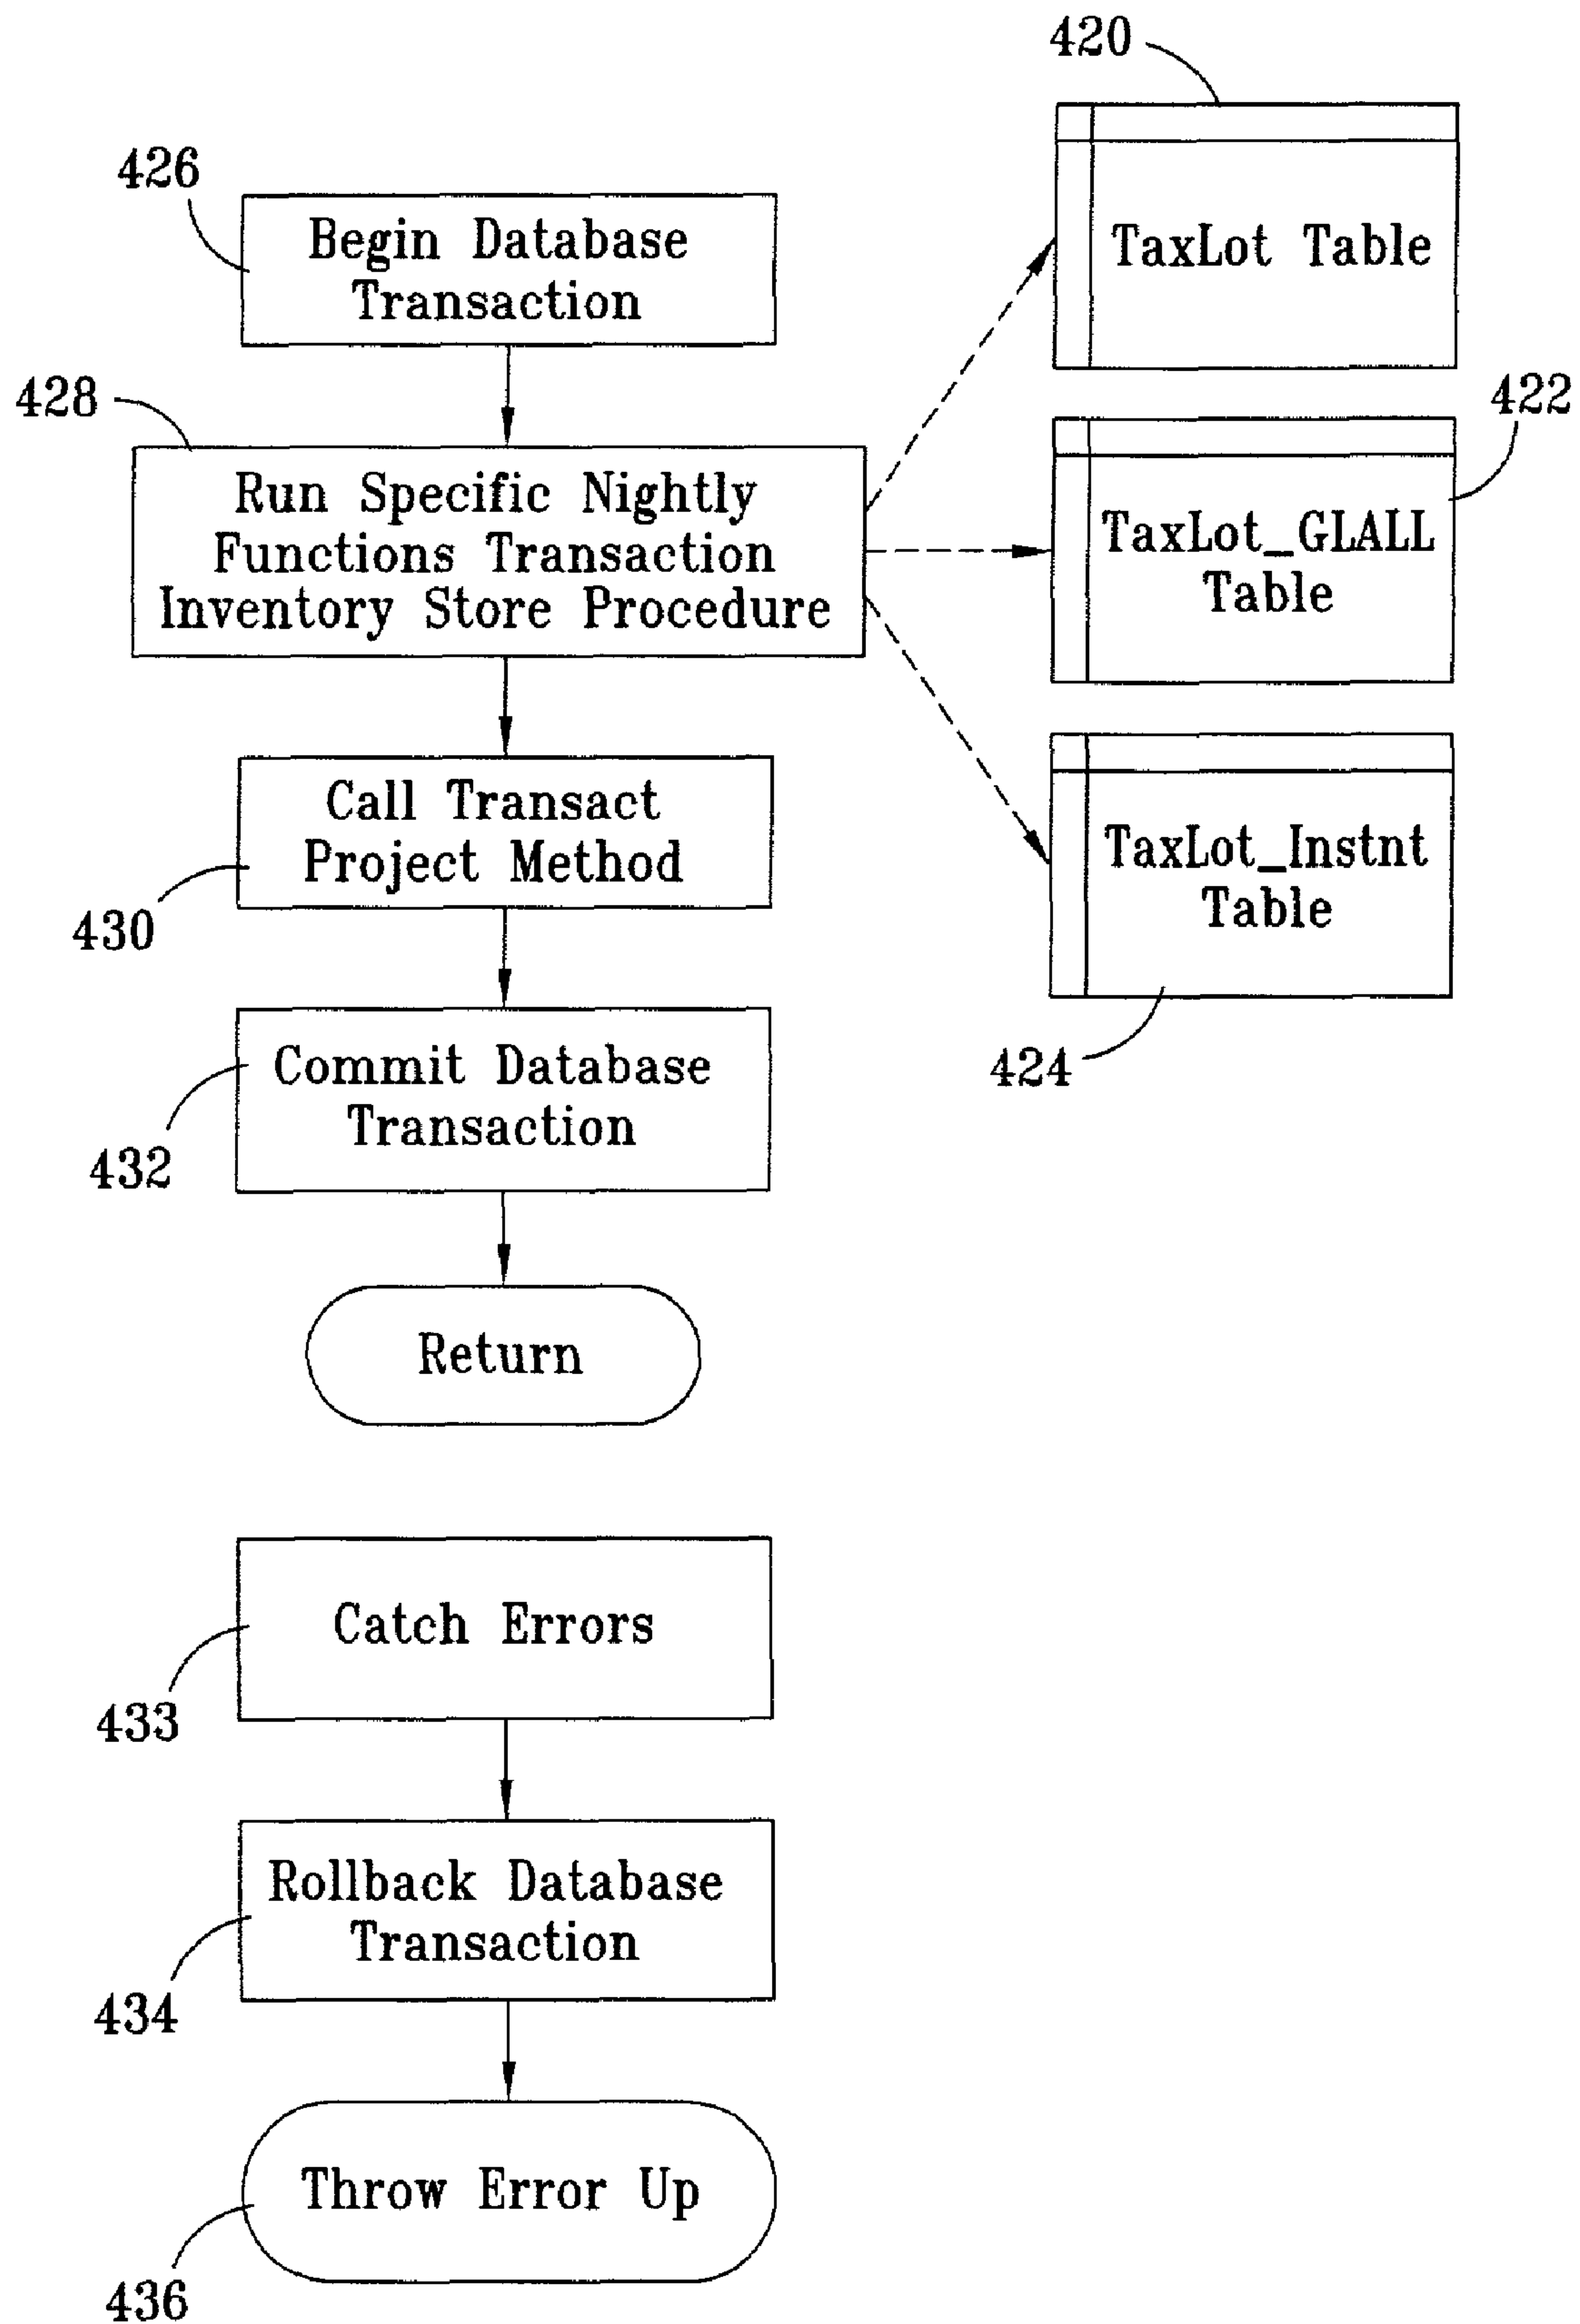 420
426
Begin Database
Transaction
TaxLot Table
428
Run Specific Nightly
Functions Transaction
Inventory Store Procedure
422
TaxLot_GLALL
Table
Call Transact
Project Method
430
TaxLot_Instnt
Table
424
Commit Database
Transaction
432
Return
Catch Errors
433
Rollback Database
Transaction
434
Throw Error Up
436